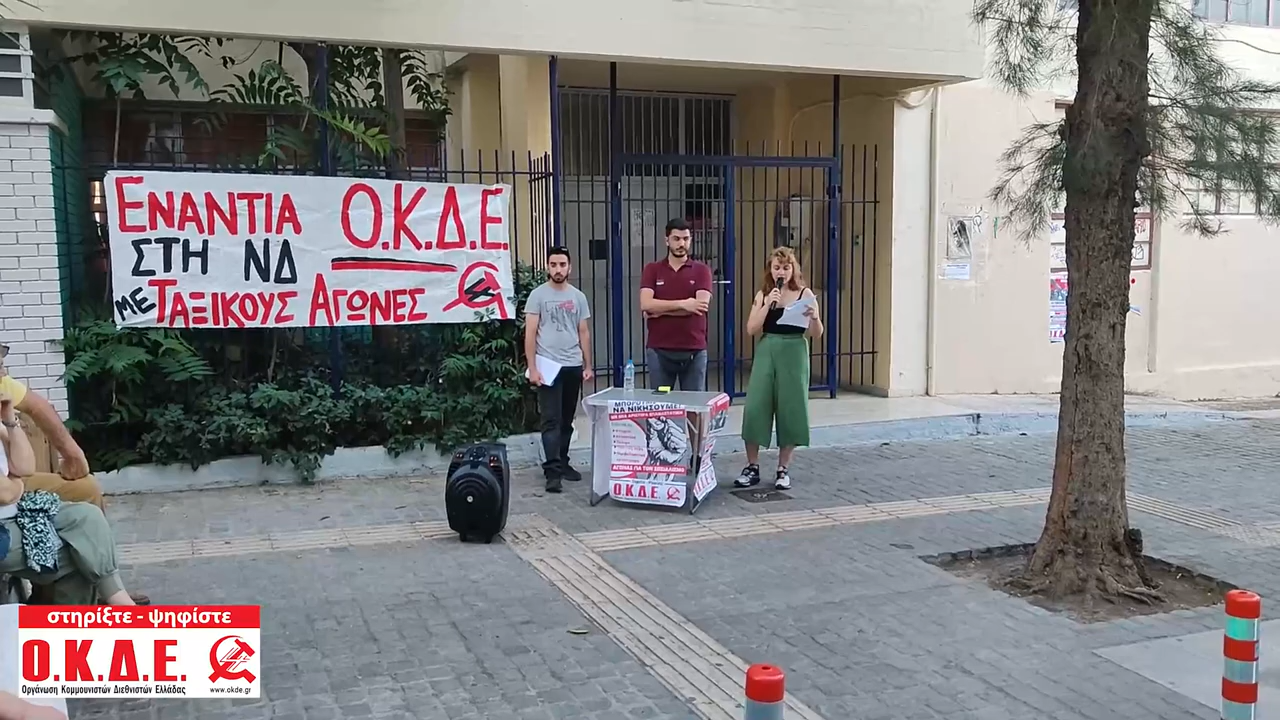 ΕΝΑΝΤΙΑ Ο.Κ.Δ.Ε.
ΣΤΗ ΝΔ
ΜΕ ΤΑΞΙΚΟΥΣ ΑΓΩΝΕΣ
ΝΑ ΝΙΚΗΣΟΥΜΕ!
ΑΓΩΝΑΣ ΓΙΑ ΤΟΝ ΣΟΣΙΑΛΙΣΜΟ
Ο.Κ.Δ.Ε.
στηρίξτε - ψηφίστε
Ο.Κ.Δ.Ε.
Οργάνωση Κομμουνιστών Διεθνιστών Ελλάδας
www.okde.gr